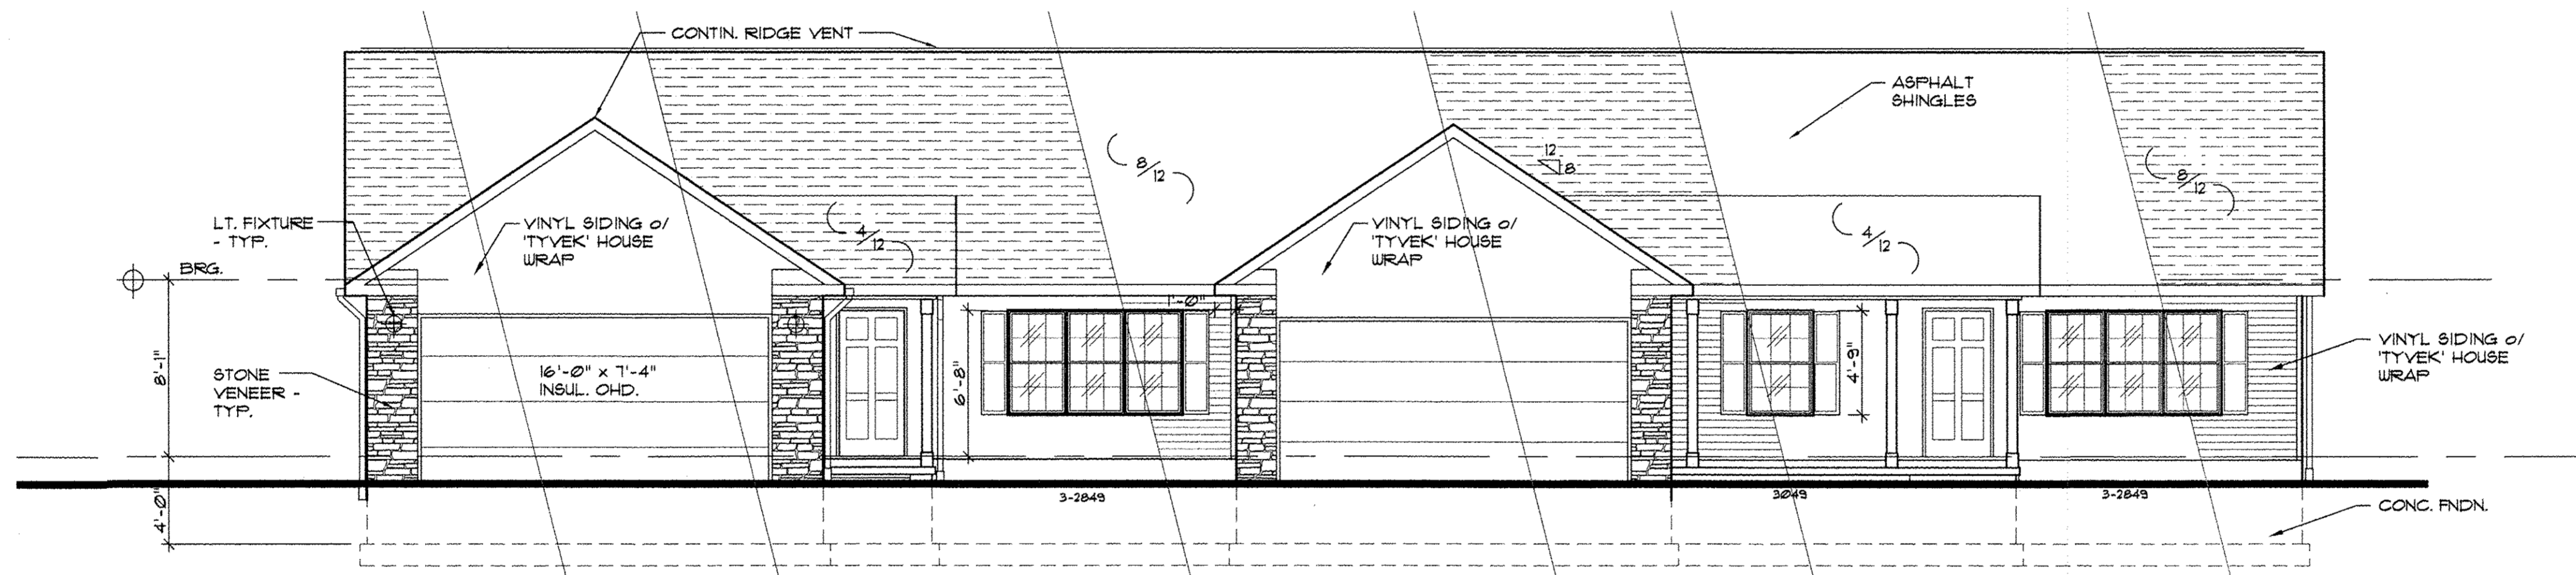 CONTIN. RIDGE VENT
ASPHALT
SHINGLES
8/12
12
8
8/12
LT. FIXTURE
- TYP.
VINYL SIDING o/
'TYVEK' HOUSE
WRAP
4/12
VINYL SIDING o/
'TYVEK' HOUSE
WRAP
4/12
BRG.
1'-0"
8'-1"
STONE
VENEER -
TYP.
16'-0" x 7'-4"
INSUL. OHD.
6'-8"
4'-9"
VINYL SIDING o/
'TYVEK' HOUSE
WRAP
4'-0"
3-2849
3049
3-2849
CONC. FNDN.